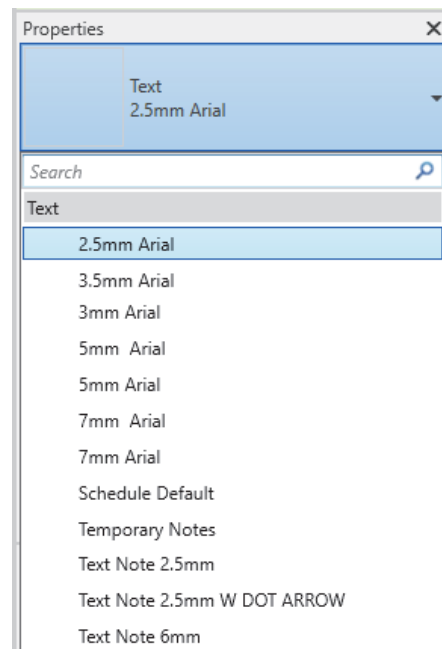 Properties
Text
2.5mm Arial
Search
Text
2.5mm Arial
3.5mm Arial
3mm Arial
5mm  Arial
5mm Arial
7mm  Arial
7mm Arial
Schedule Default
Temporary Notes
Text Note 2.5mm
Text Note 2.5mm W DOT ARROW
Text Note 6mm